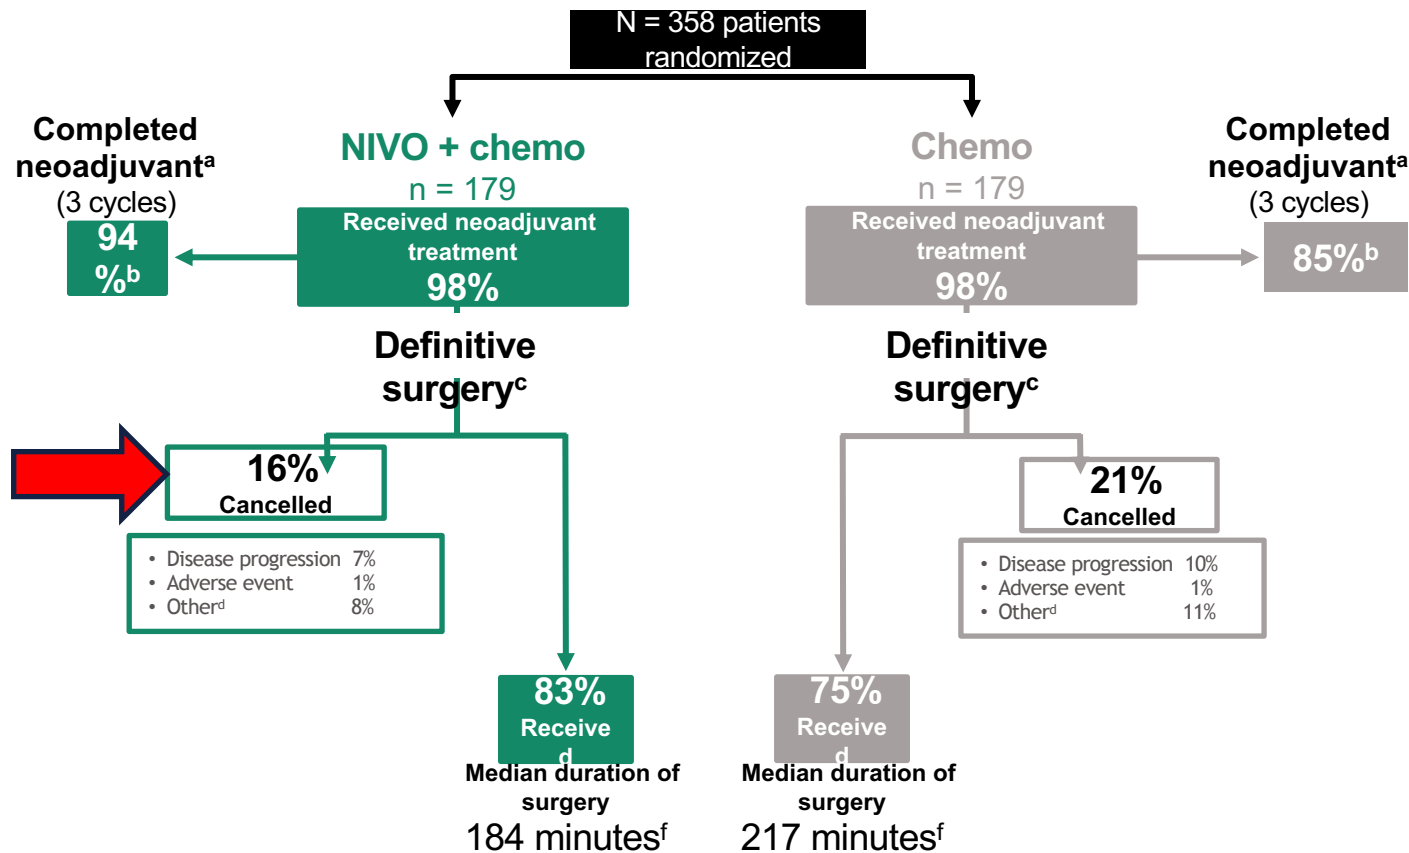 N = 358 patients
randomized
Completed
neoadjuvantᵃ
(3 cycles)
94
%ᵇ
NIVO + chemo
n = 179
Received neoadjuvant
treatment
98%
Chemo
n = 179
Received neoadjuvant
treatment
98%
Completed
neoadjuvantᵃ
(3 cycles)
85%ᵇ
Definitive
surgeryᶜ
Definitive
surgeryᶜ
16%
Cancelled
• Disease progression 7%
• Adverse event 1%
• Otherᵈ 8%
21%
Cancelled
• Disease progression 10%
• Adverse event 1%
• Otherᵈ 11%
83%
Receive
d
Median duration of
surgery
184 minutesᶠ
75%
Receive
d
Median duration of
surgery
217 minutesᶠ